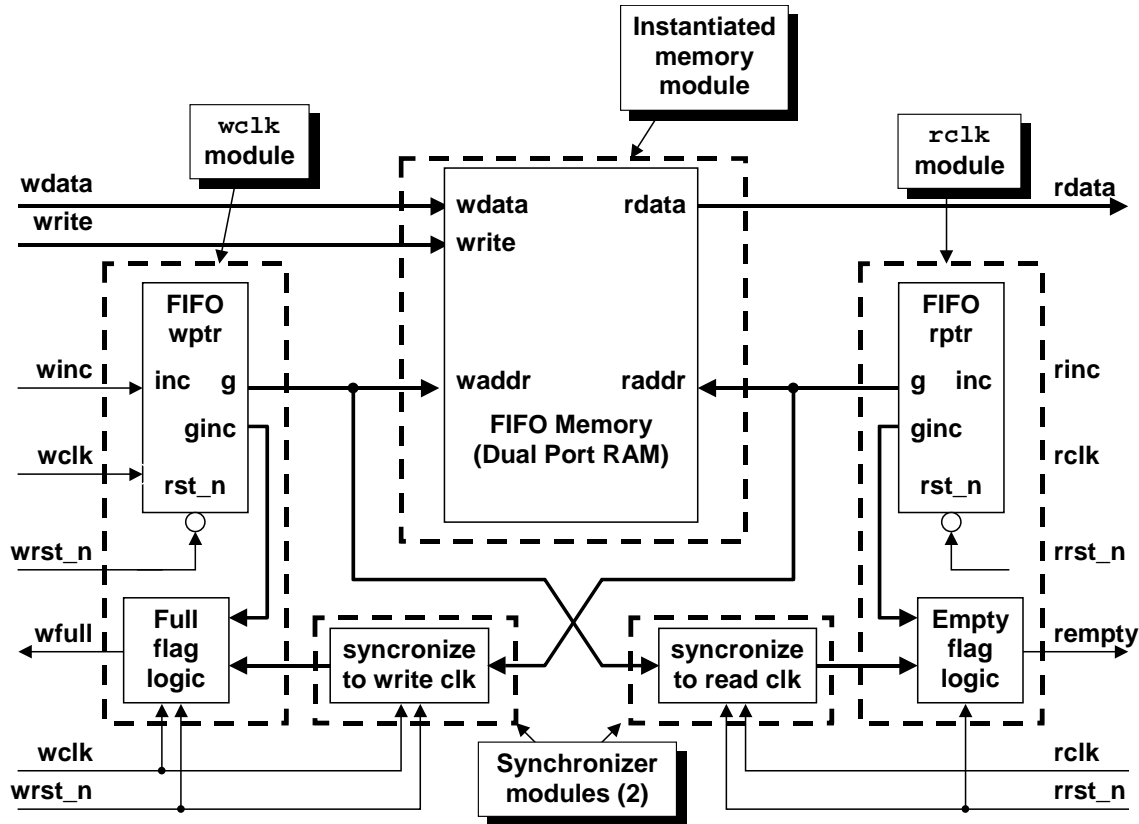 Instantiated
memory
module
wclk
module
rclk
module
wdata
write
wdata
write
rdata
rdata
FIFO
wptr
inc
g
ginc
rst_n
winc
wclk
wrst_n
waddr
raddr
FIFO Memory
(Dual Port RAM)
FIFO
rptr
g
inc
ginc
rst_n
rinc
rclk
rrst_n
wfull
Full
flag
logic
syncronize
to write clk
syncronize
to read clk
Empty
flag
logic
rempty
wclk
wrst_n
Synchronizer
modules (2)
rclk
rrst_n